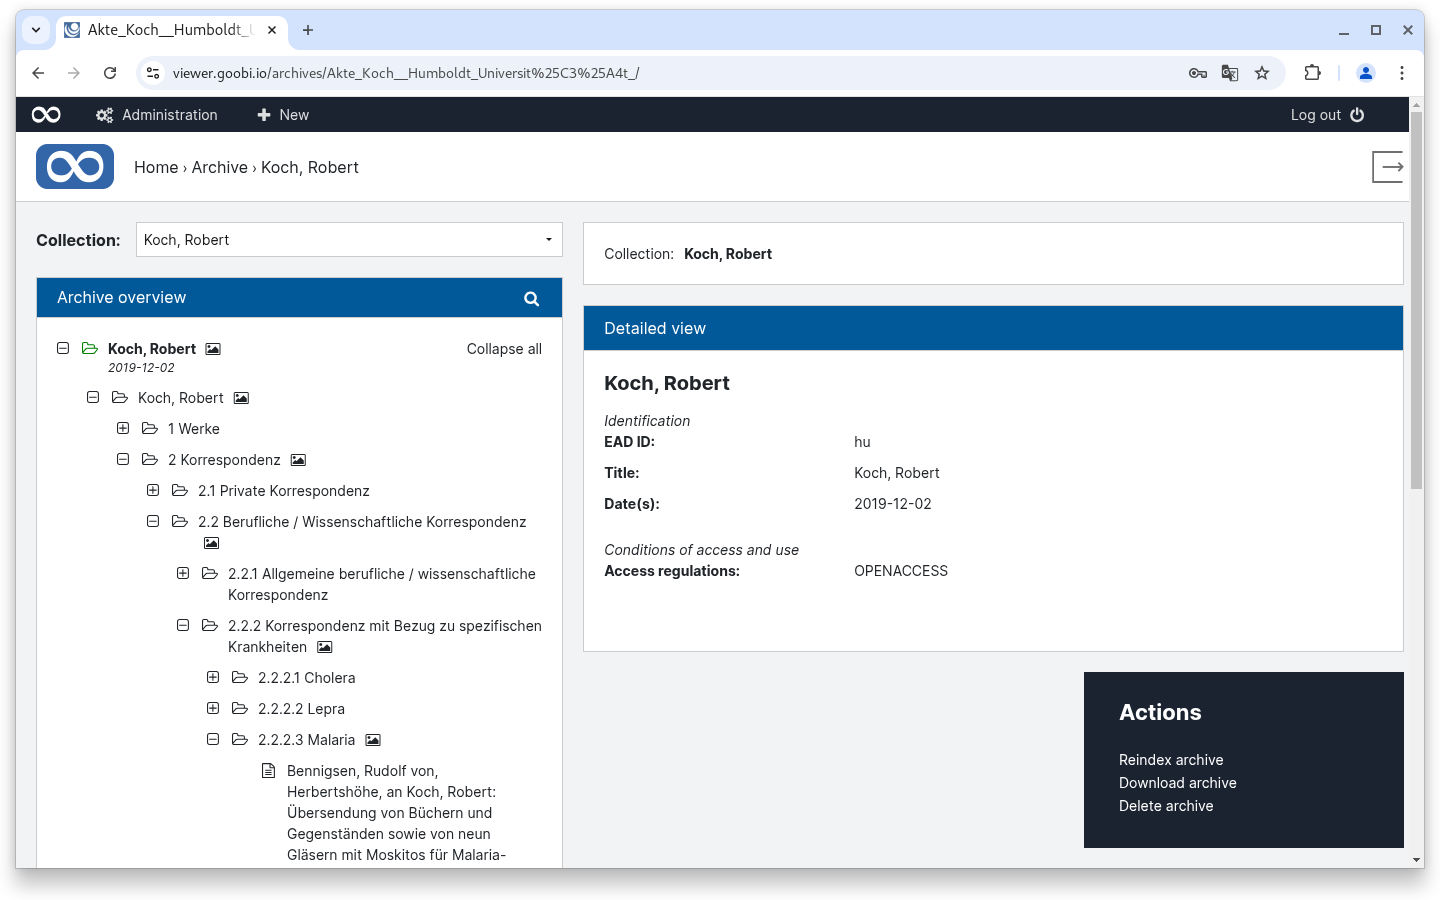 Akte_Koch__Humboldt_U
viewer.goobi.io/archives/Akte_Koch__Humboldt_Universit%25C3%25A4t_/
Administration
New
Log out
Home › Archive › Koch, Robert
Collection:
Koch, Robert
Archive overview
Koch, Robert
Collapse all
2019-12-02
Koch, Robert
1 Werke
2 Korrespondenz
2.1 Private Korrespondenz
2.2 Berufliche / Wissenschaftliche Korrespondenz
2.2.1 Allgemeine berufliche / wissenschaftliche
Korrespondenz
2.2.2 Korrespondenz mit Bezug zu spezifischen
Krankheiten
2.2.2.1 Cholera
2.2.2.2 Lepra
2.2.2.3 Malaria
Bennigsen, Rudolf von,
Herbertshöhe, an Koch, Robert:
Übersendung von Büchern und
Gegenständen sowie von neun
Gläsern mit Moskitos für Malaria-
Collection: Koch, Robert
Detailed view
Koch, Robert
Identification
EAD ID: hu
Title: Koch, Robert
Date(s): 2019-12-02
Conditions of access and use
Access regulations: OPENACCESS
Actions
Reindex archive
Download archive
Delete archive